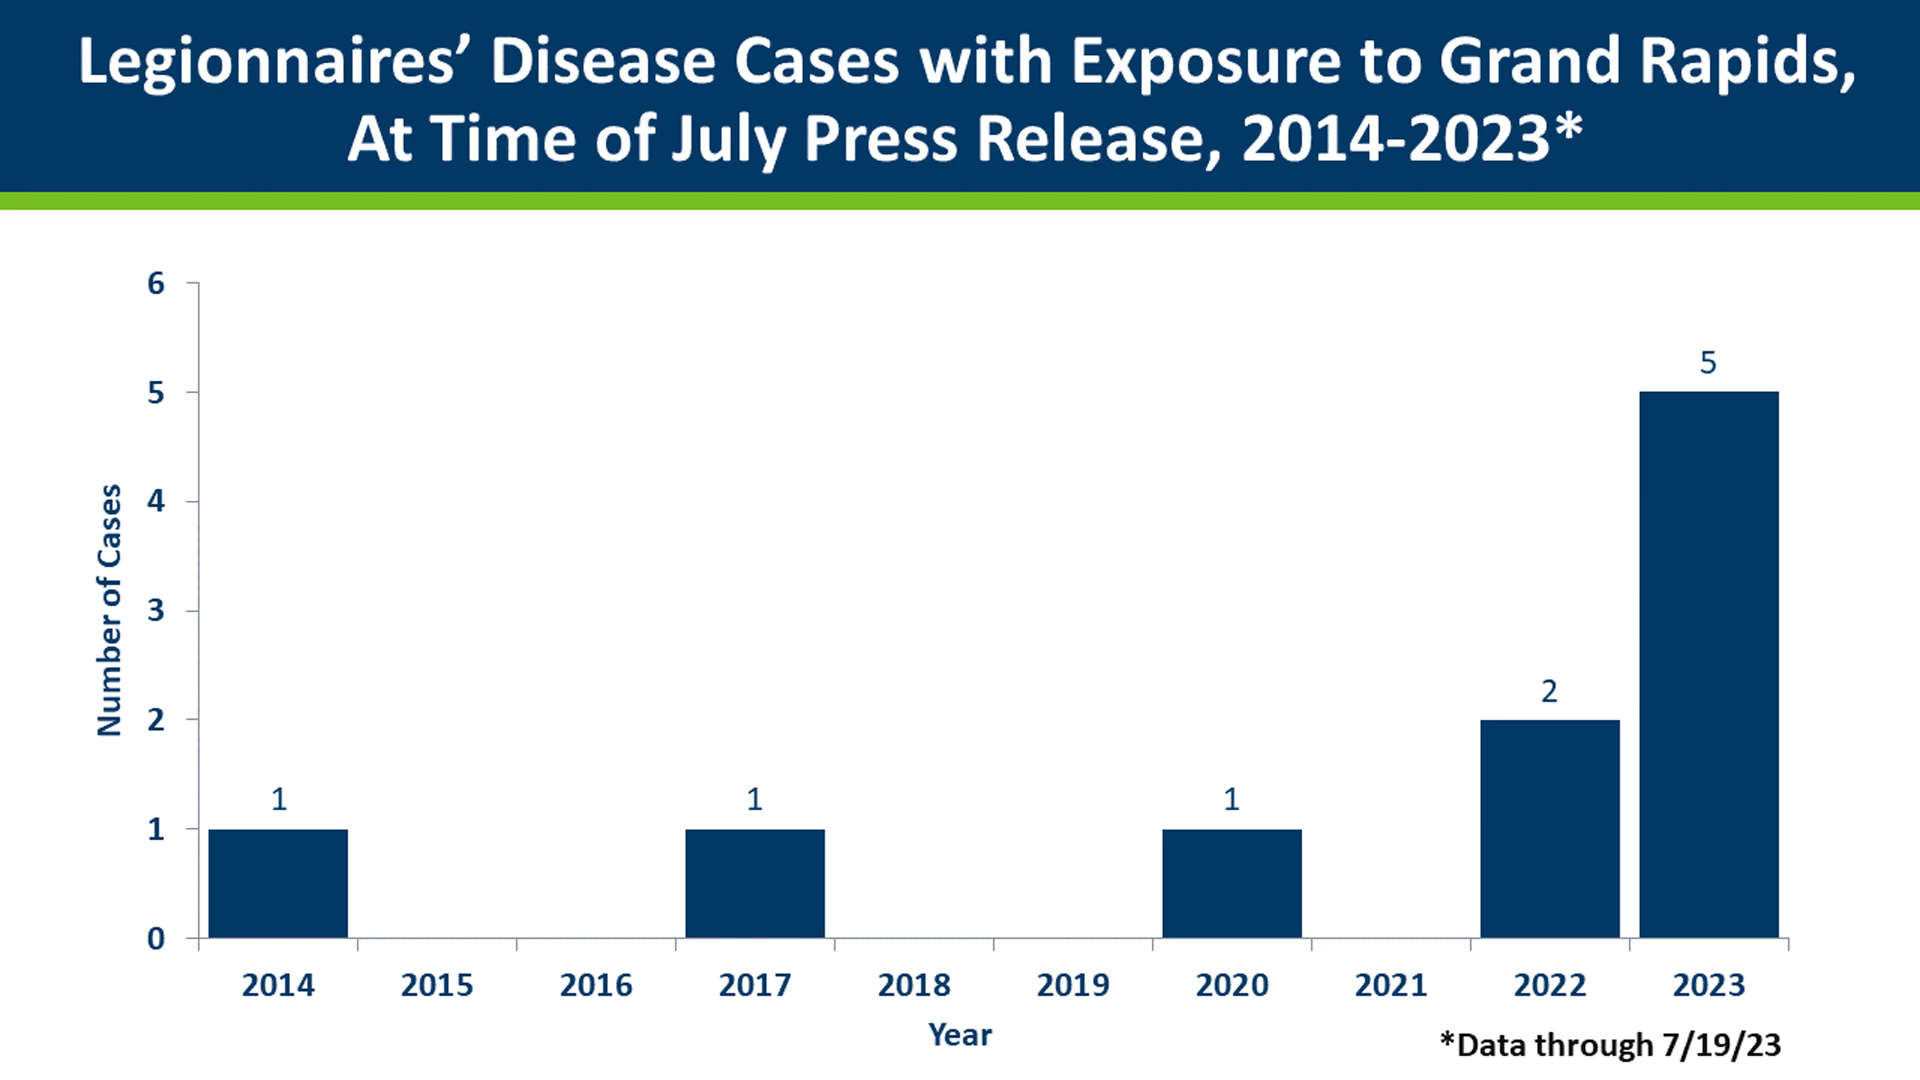 Legionnaires’ Disease Cases with Exposure to Grand Rapids,
At Time of July Press Release, 2014-2023*
6
5
4
3
2
1
0
Number of Cases
1
1
1
2
5
2014 2015 2016 2017 2018 2019 2020 2021 2022 2023
Year
*Data through 7/19/23